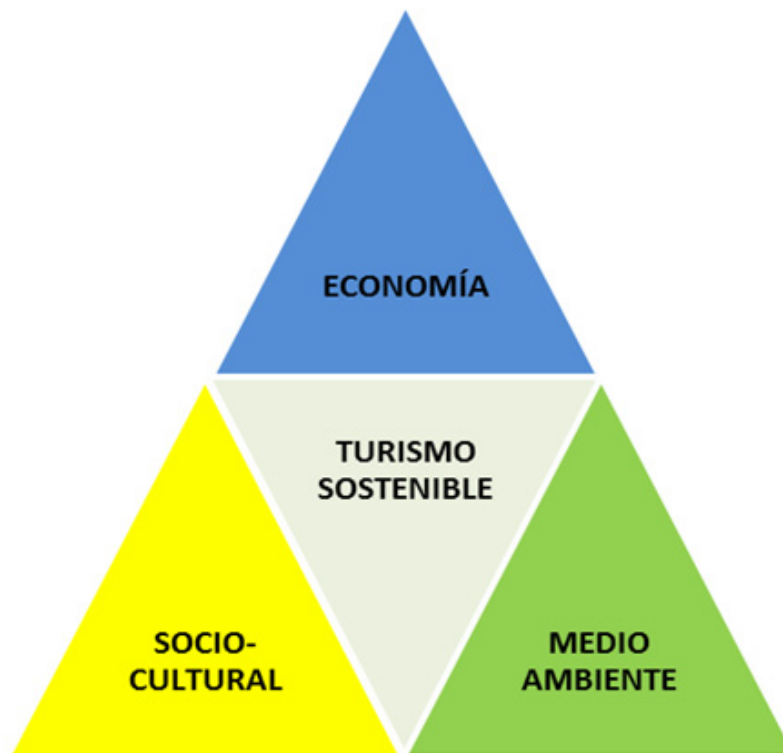 ECONOMÍA
TURISMO
SOSTENIBLE
SOCIO-
CULTURAL
MEDIO
AMBIENTE